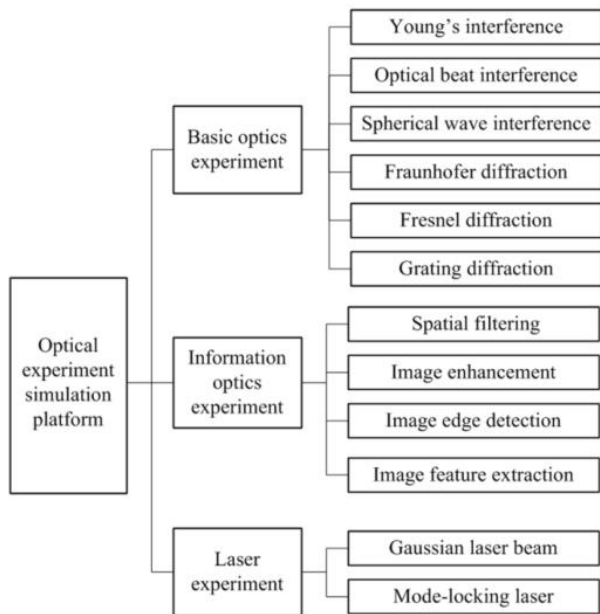 Optical
experiment
simulation
platform
Basic optics
experiment
Young's interference
Optical beat interference
Spherical wave interference
Fraunhofer diffraction
Fresnel diffraction
Grating diffraction
Information
optics
experiment
Spatial filtering
Image enhancement
Image edge detection
Image feature extraction
Laser
experiment
Gaussian laser beam
Mode-locking laser